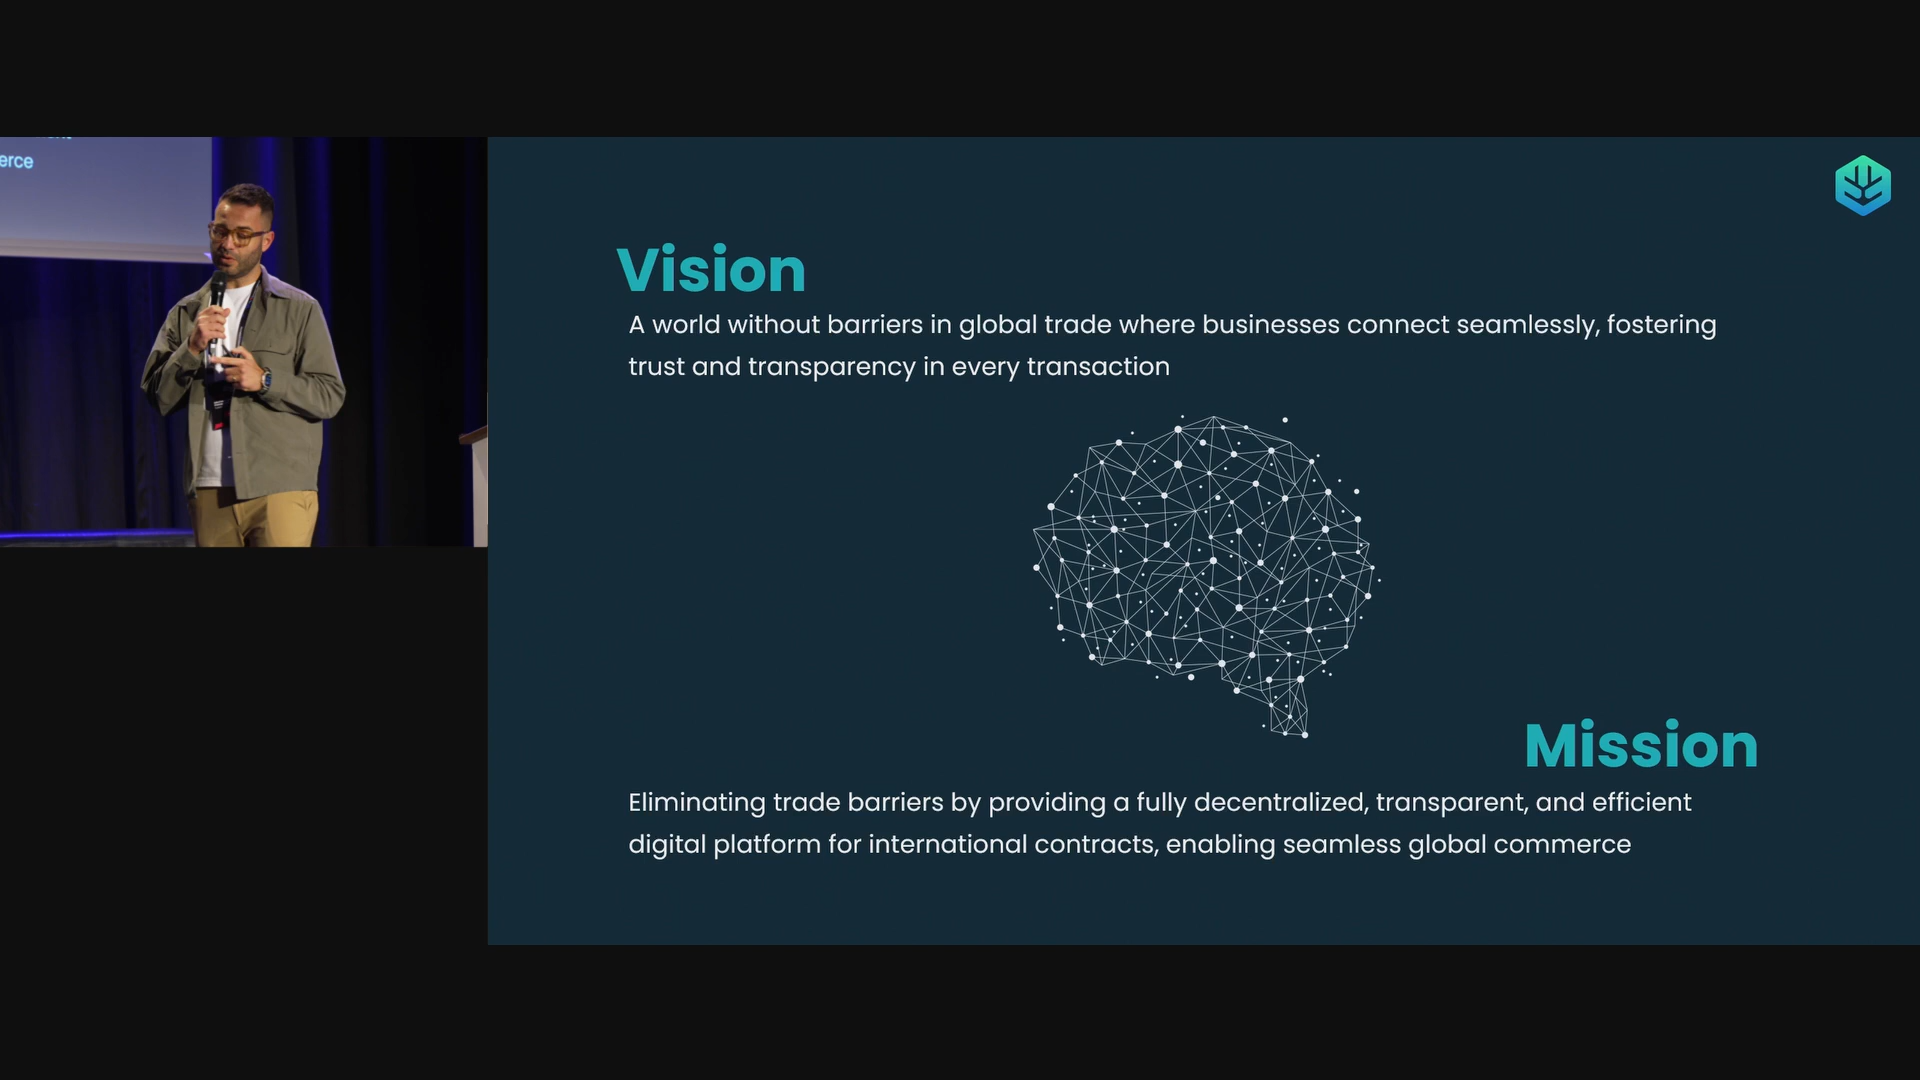 erce
Vision
A world without barriers in global trade where businesses connect seamlessly, fostering
trust and transparency in every transaction
Mission
Eliminating trade barriers by providing a fully decentralized, transparent, and efficient
digital platform for international contracts, enabling seamless global commerce